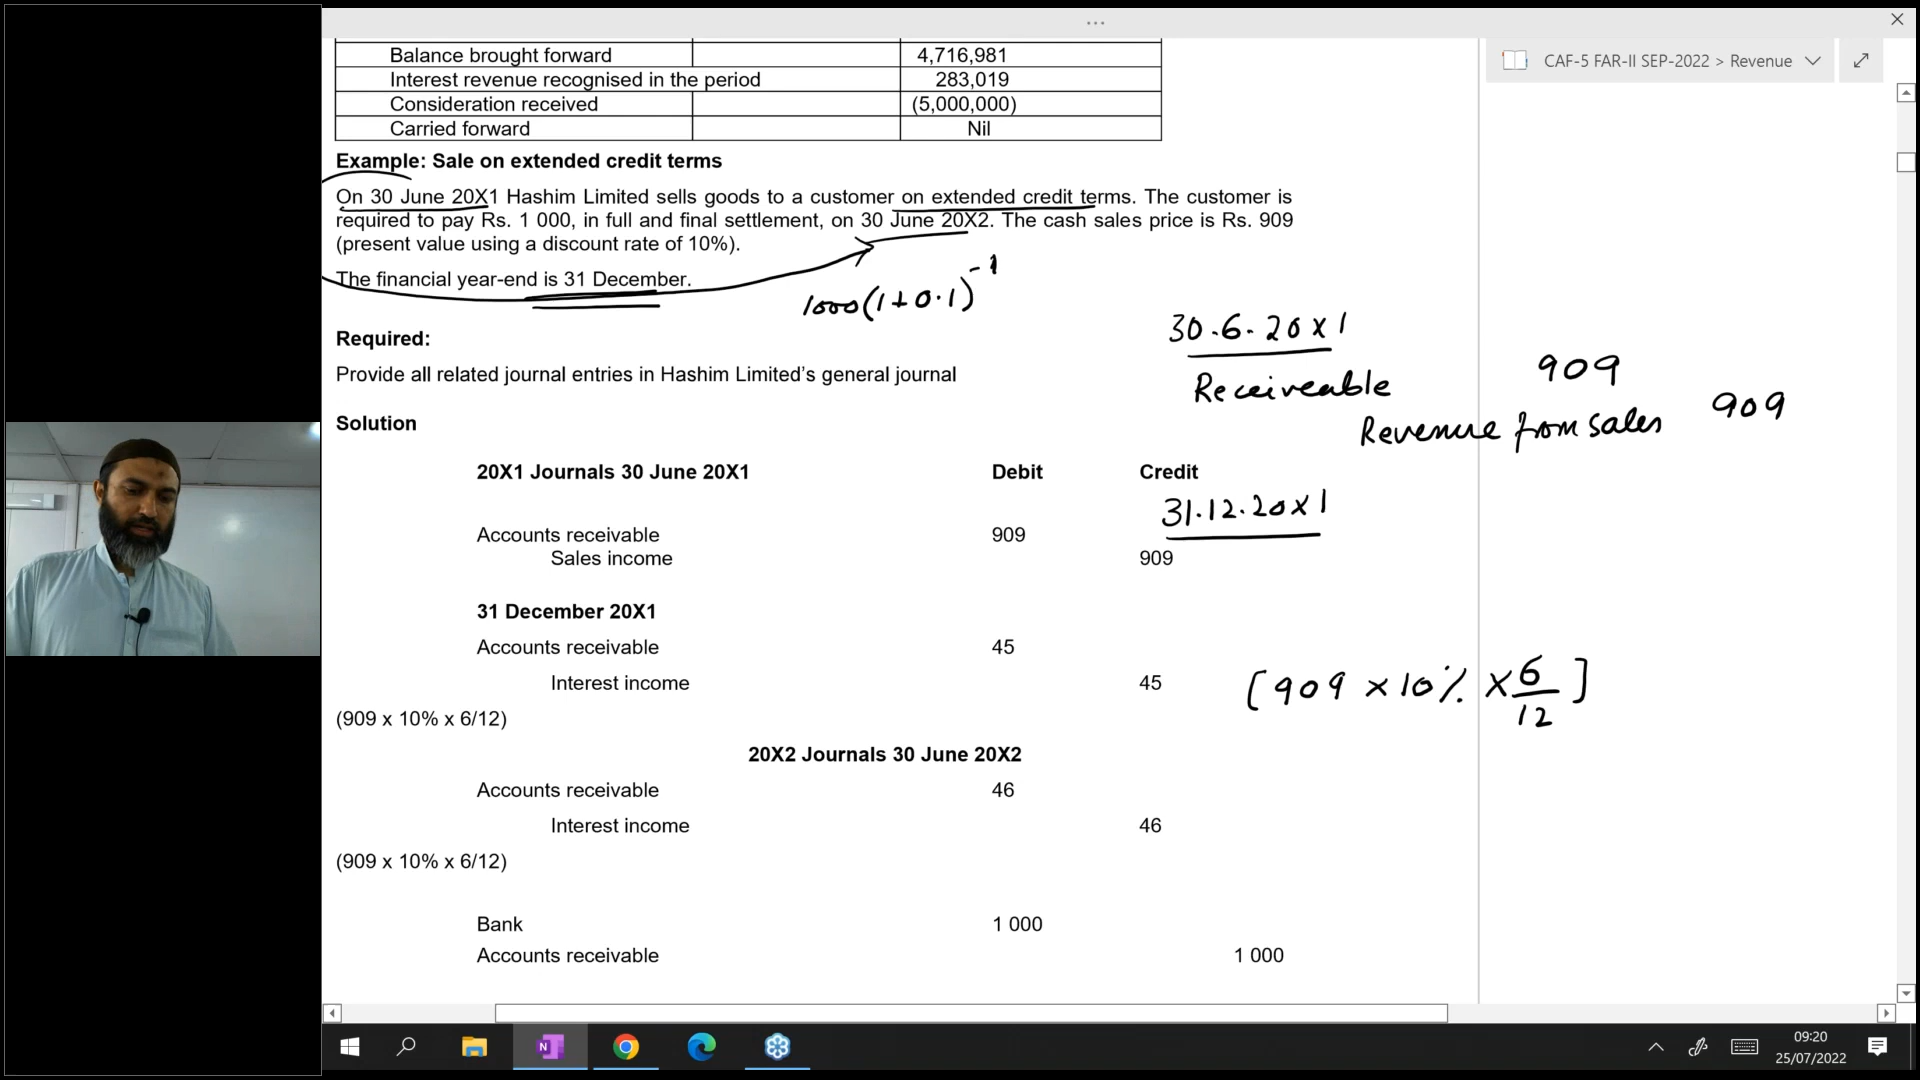 CAF-5 FAR-II SEP-2022 > Revenue
Balance brought forward 4,716,981
Interest revenue recognised in the period 283,019
Consideration received (5,000,000)
Carried forward Nil
Example: Sale on extended credit terms
On 30 June 20X1 Hashim Limited sells goods to a customer on extended credit terms. The customer is
required to pay Rs. 1 000, in full and final settlement, on 30 June 20X2. The cash sales price is Rs. 909
(present value using a discount rate of 10%).
The financial year-end is 31 December.
1000(1+0.1)-1
Required:
Provide all related journal entries in Hashim Limited's general journal
30.6.20x1
Receiveable 909
Revenue from sales 909
Solution
20X1 Journals 30 June 20X1 Debit Credit
31.12.20x1
Accounts receivable 909
Sales income 909
31 December 20X1
Accounts receivable 45
Interest income 45
[909 x 10% x 6/12]
(909 x 10% x 6/12)
20X2 Journals 30 June 20X2
Accounts receivable 46
Interest income 46
(909 x 10% x 6/12)
Bank 1 000
Accounts receivable 1 000
09:20
25/07/2022